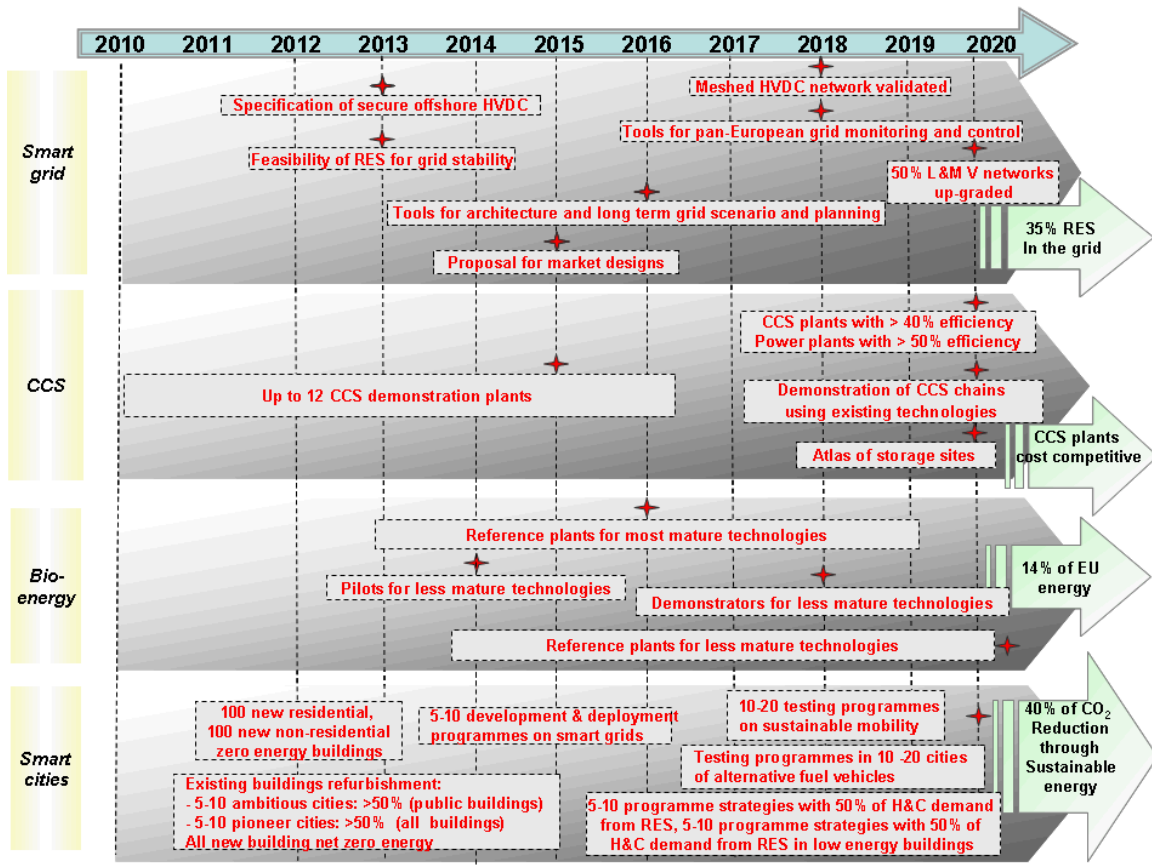 2010 2011 2012 2013 2014 2015 2016 2017 2018 2019 2020
Smart
grid
Specification of secure offshore HVDC
Feasibility of RES for grid stability
Meshed HVDC network validated
Tools for pan-European grid monitoring and control
50% L&M V networks
up-graded
Tools for architecture and long term grid scenario and planning
Proposal for market designs
35% RES
In the grid
CCS
CCS plants with > 40% efficiency
Power plants with > 50% efficiency
Up to 12 CCS demonstration plants
Demonstration of CCS chains
using existing technologies
Atlas of storage sites
CCS plants
cost competitive
Bio-
energy
Reference plants for most mature technologies
Pilots for less mature technologies
Demonstrators for less mature technologies
Reference plants for less mature technologies
14% of EU
energy
Smart
cities
100 new residential,
100 new non-residential
zero energy buildings
5-10 development & deployment
programmes on smart grids
10-20 testing programmes
on sustainable mobility
Testing programmes in 10 -20 cities
of alternative fuel vehicles
Existing buildings refurbishment:
- 5-10 ambitious cities: >50% (public buildings)
- 5-10 pioneer cities: >50% (all buildings)
All new building net zero energy
5-10 programme strategies with 50% of H&C demand
from RES, 5-10 programme strategies with 50% of
H&C demand from RES in low energy buildings
40% of CO₂
Reduction
through
Sustainable
energy